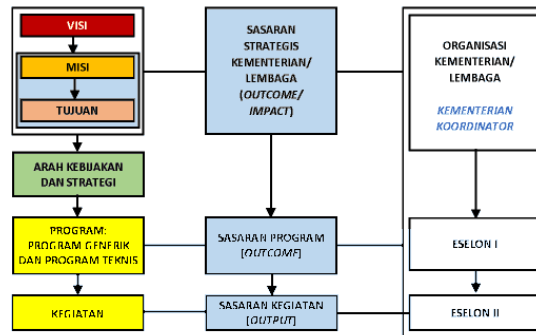 VISI
MISI
TUJUAN
ARAH KEBIJAKAN
DAN STRATEGI
PROGRAM:
PROGRAM GENERIK
DAN PROGRAM TEKNIS
KEGIATAN
SASARAN
STRATEGIS
KEMENTERIAN/
LEMBAGA
(OUTCOME/
IMPACT)
SASARAN PROGRAM
[OUTCOME]
SASARAN KEGIATAN
[OUTPUT]
ORGANISASI
KEMENTERIAN/
LEMBAGA
KEMENTERIAN
KOORDINATOR
ESELON I
ESELON II